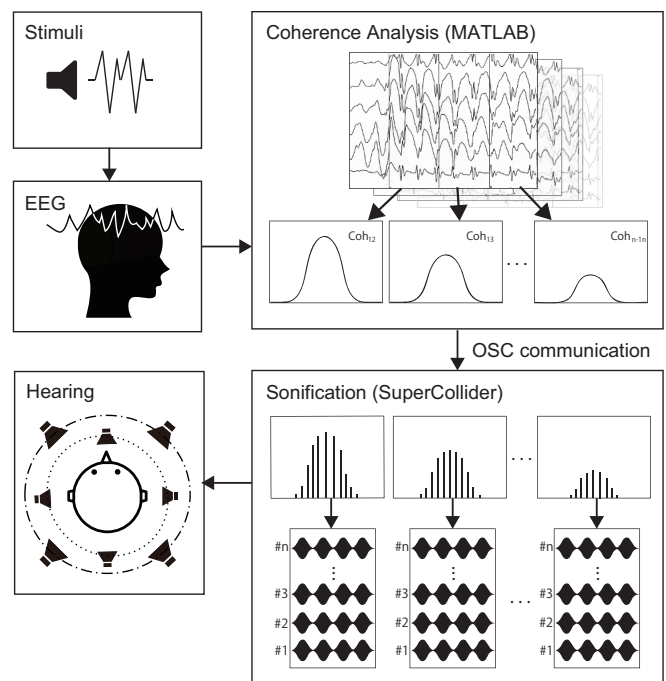 Stimuli
EEG
Coherence Analysis (MATLAB)
Coh12
Coh13
...
Cohn-1n
OSC communication
Sonification (SuperCollider)
...
#n #n #n
⋮ ⋮ ⋮
#3 #3 #3
...
#2 #2 #2
#1 #1 #1
Hearing